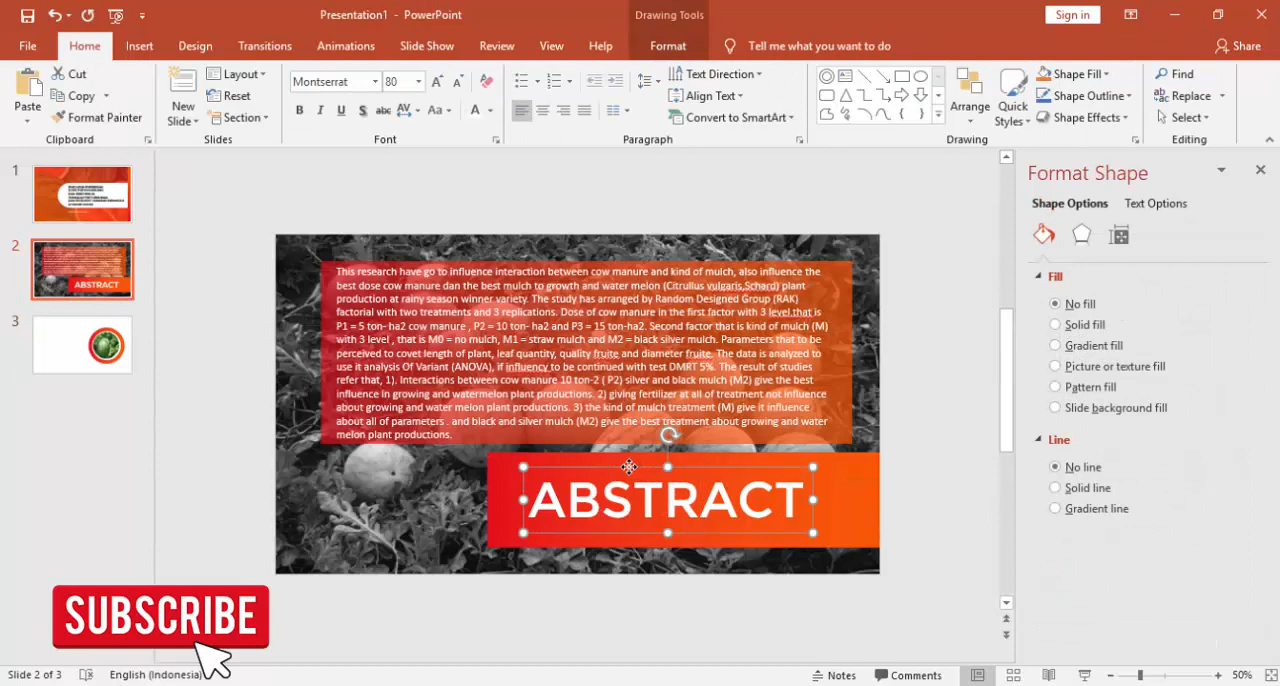 Presentation1 - PowerPoint
Drawing Tools
Sign in
File
Home
Insert
Design
Transitions
Animations
Slide Show
Review
View
Help
Format
Tell me what you want to do
Share
Paste
Cut
Copy
Format Painter
Clipboard
New Slide
Layout
Reset
Section
Slides
Montserrat
80
Font
Text Direction
Align Text
Convert to SmartArt
Paragraph
Arrange
Quick Styles
Shape Fill
Shape Outline
Shape Effects
Drawing
Find
Replace
Select
Editing
1
2
3
ABSTRACT
This research have go to influence interaction between cow manure and kind of mulch, also influence the
best dose cow manure dan the best mulch to growth and water melon (Citrullus vulgaris,Schard) plant
production at rainy season winner variety. The study has arranged by Random Designed Group (RAK)
factorial with two treatments and 3 replications. Dose of cow manure in the first factor with 3 level.that is
P1 = 5 ton- ha2 cow manure , P2 = 10 ton- ha2 and P3 = 15 ton-ha2. Second factor that is kind of mulch (M)
with 3 level , that is M0 = no mulch, M1 = straw mulch and M2 = black silver mulch. Parameters that to be
perceived to covet length of plant, leaf quantity, quality fruite and diameter fruite. The data is analyzed to
use it analysis Of Variant (ANOVA), if influency to be continued with test DMRT 5%. The result of studies
refer that, 1). Interactions between cow manure 10 ton-2 ( P2) silver and black mulch (M2) give the best
influence in growing and watermelon plant productions. 2) giving fertilizer at all of treatment not influence
about growing and water melon plant productions. 3) the kind of mulch treatment (M) give it influence
about all of parameters . and black and silver mulch (M2) give the best treatment about growing and water
melon plant productions.
ABSTRACT
Format Shape
Shape Options
Text Options
Fill
No fill
Solid fill
Gradient fill
Picture or texture fill
Pattern fill
Slide background fill
Line
No line
Solid line
Gradient line
SUBSCRIBE
Slide 2 of 3
English (Indonesia)
Notes
Comments
50%